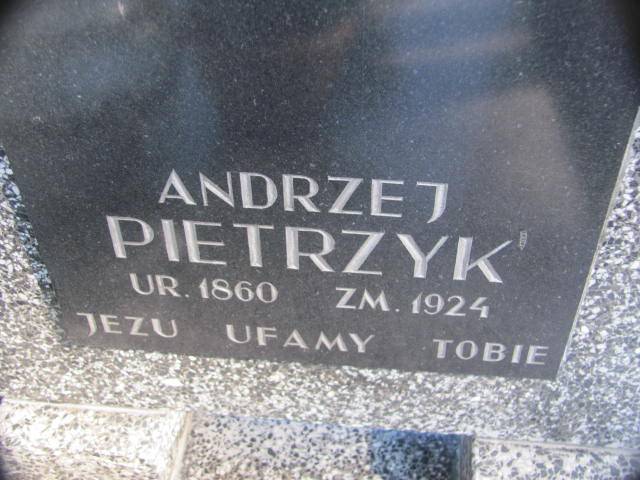 ANDRZEJ
PIETRZYK
UR. 1860 ZM. 1924
JEZU UFAMY TOBIE